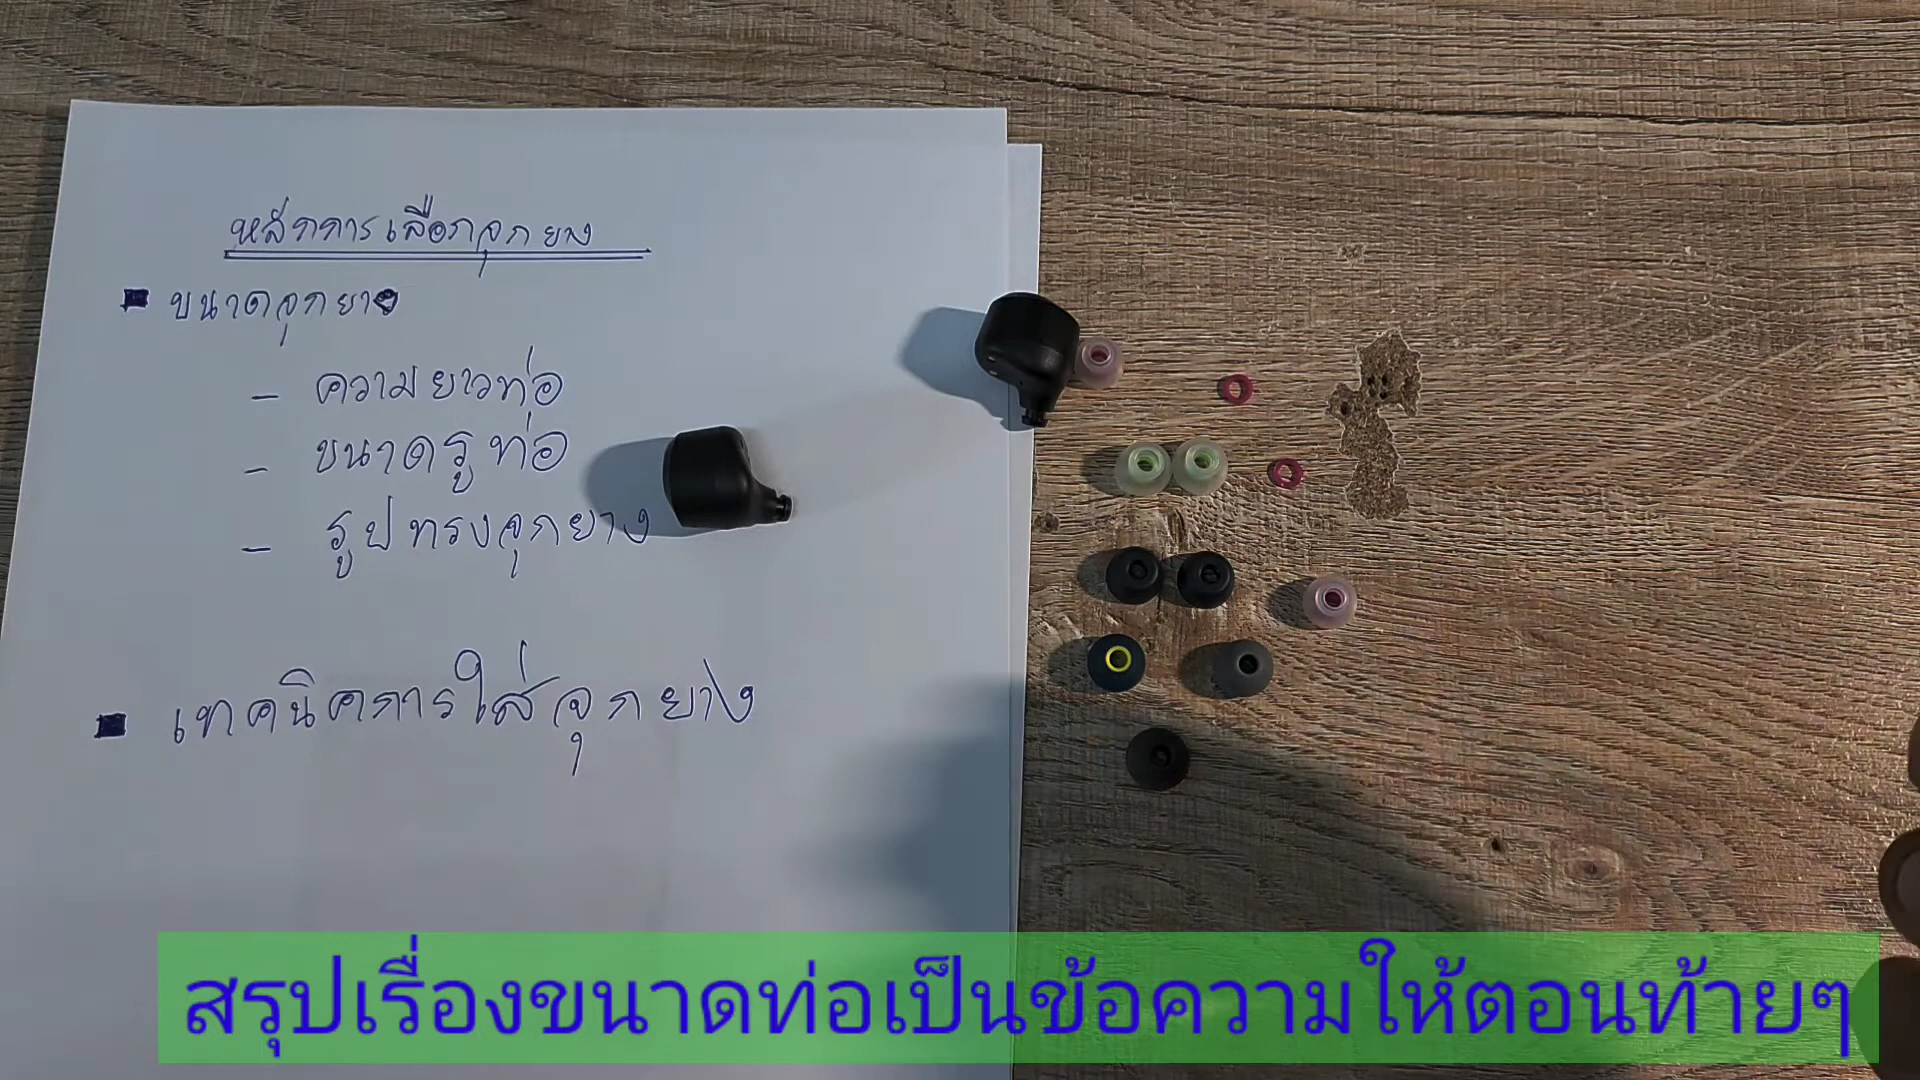 หลักการเลือกจุกยาง
ขนาดจุกยาง
- ความยาวท่อ
- ขนาดรูท่อ
- รูปทรงจุกยาง
เทคนิคการใส่จุกยาง
สรุปเรื่องขนาดท่อเป็นข้อความให้ตอนท้ายๆ